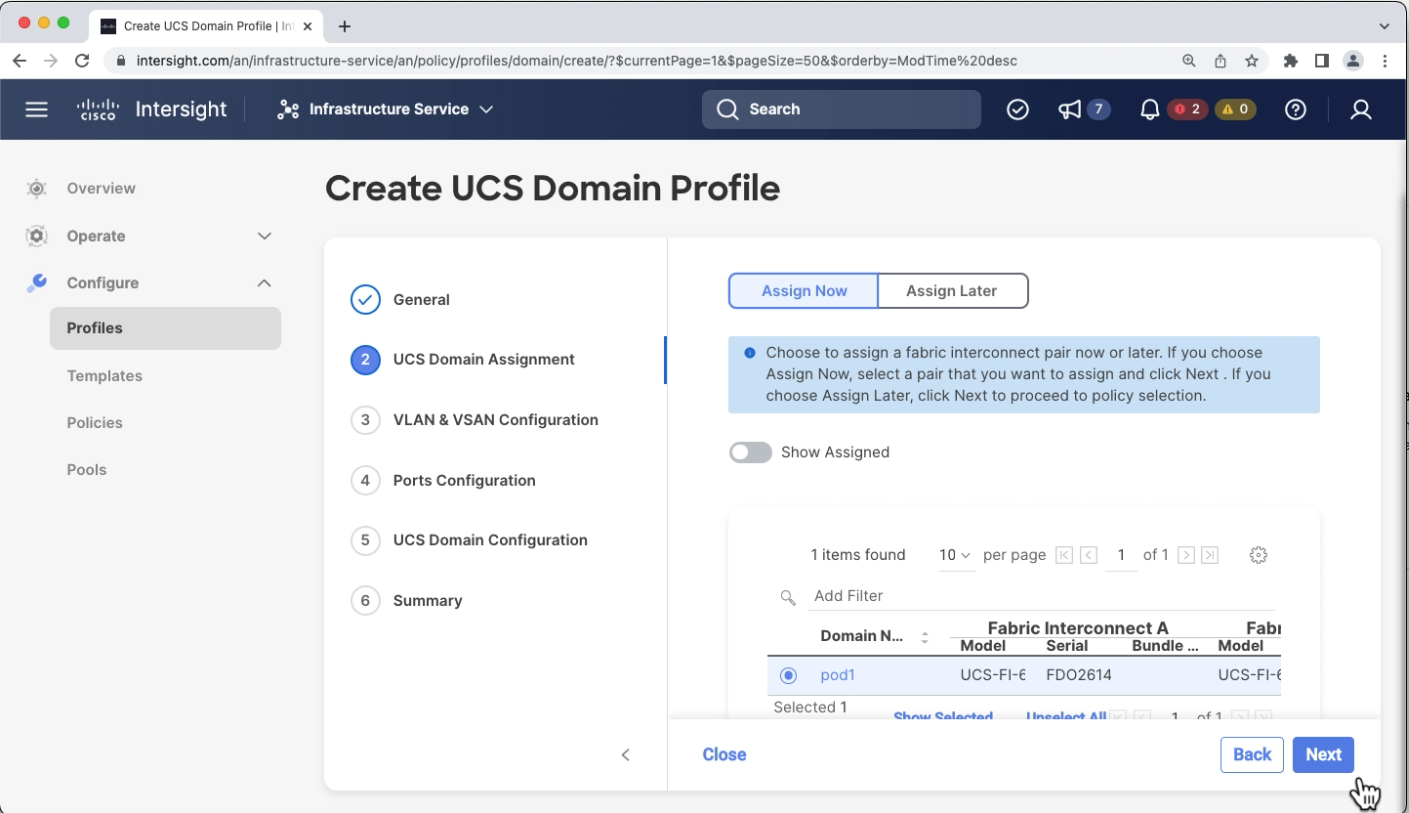 Create UCS Domain Profile | Int
intersight.com/an/infrastructure-service/an/policy/profiles/domain/create/?$currentPage=1&$pageSize=50&$orderby=ModTime%20desc
cisco Intersight Infrastructure Service Search 7 2 0
Overview
Operate
Configure
Profiles
Templates
Policies
Pools
Create UCS Domain Profile
General
2 UCS Domain Assignment
3 VLAN & VSAN Configuration
4 Ports Configuration
5 UCS Domain Configuration
6 Summary
Assign Now Assign Later
Choose to assign a fabric interconnect pair now or later. If you choose
Assign Now, select a pair that you want to assign and click Next . If you
choose Assign Later, click Next to proceed to policy selection.
Show Assigned
1 items found 10 per page 1 of 1
Add Filter
Fabric Interconnect A Fabr
Domain N... Model Serial Bundle ... Model
pod1 UCS-FI-6 FDO2614 UCS-FI-6
Selected 1 Show Selected Unselect All 1 of 1
Close Back Next